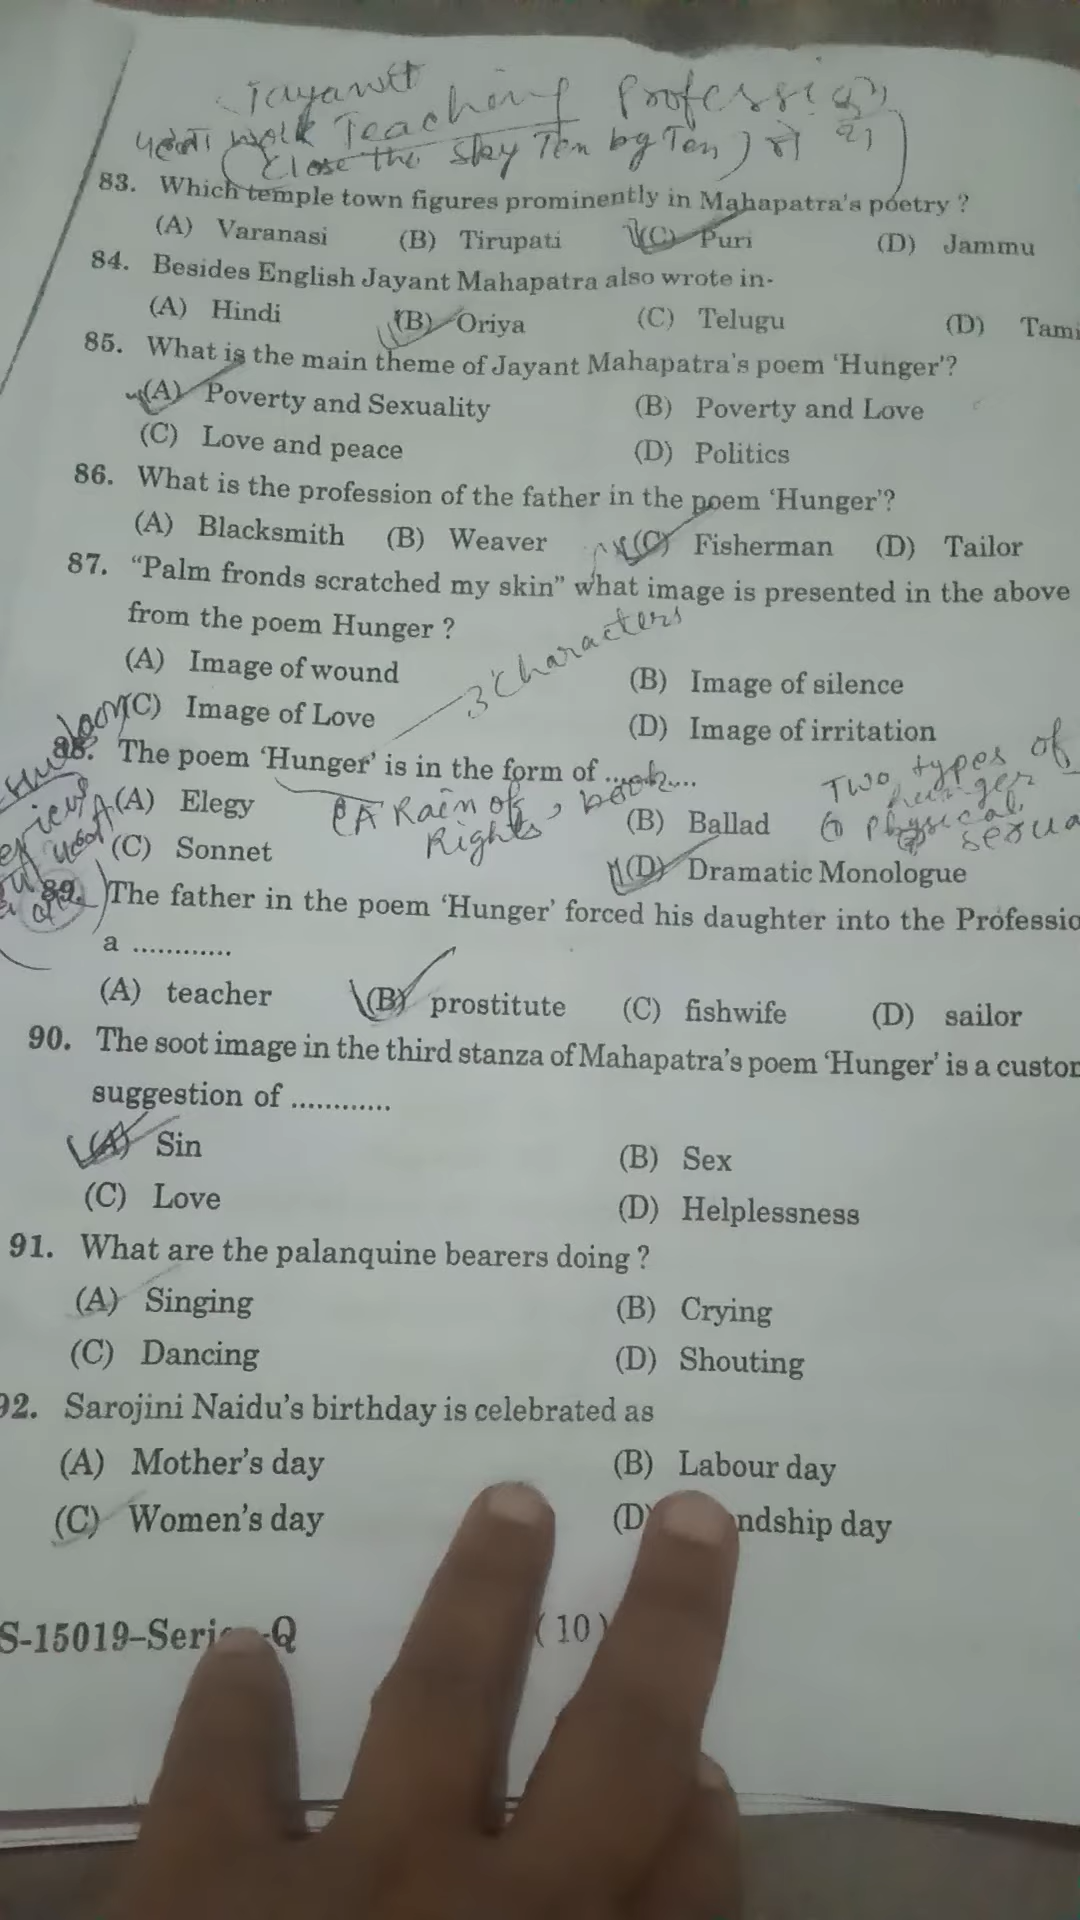 Jayant Teaching Profession
पहला work
(Close the Sky Ten by Ten) से था
83. Which temple town figures prominently in Mahapatra's poetry ?
(A) Varanasi (B) Tirupati (C) Puri (D) Jammu
84. Besides English Jayant Mahapatra also wrote in-
(A) Hindi (B) Oriya (C) Telugu (D) Tami
85. What is the main theme of Jayant Mahapatra's poem 'Hunger'?
(A) Poverty and Sexuality (B) Poverty and Love
(C) Love and peace (D) Politics
86. What is the profession of the father in the poem 'Hunger'?
(A) Blacksmith (B) Weaver (C) Fisherman (D) Tailor
87. "Palm fronds scratched my skin" what image is presented in the above
from the poem Hunger ?
3 Characters
(A) Image of wound (B) Image of silence
(C) Image of Love (D) Image of irritation
88. The poem 'Hunger' is in the form of ............
A Rain of Rights, book
Two types of
hunger
physical
sexua
(A) Elegy (B) Ballad
(C) Sonnet (D) Dramatic Monologue
89. The father in the poem 'Hunger' forced his daughter into the Professio
a ............
(A) teacher (B) prostitute (C) fishwife (D) sailor
90. The soot image in the third stanza of Mahapatra's poem 'Hunger' is a custom
suggestion of ............
(A) Sin (B) Sex
(C) Love (D) Helplessness
91. What are the palanquine bearers doing ?
(A) Singing (B) Crying
(C) Dancing (D) Shouting
92. Sarojini Naidu's birthday is celebrated as
(A) Mother's day (B) Labour day
(C) Women's day (D) ndship day
S-15019–Seri -Q (10)